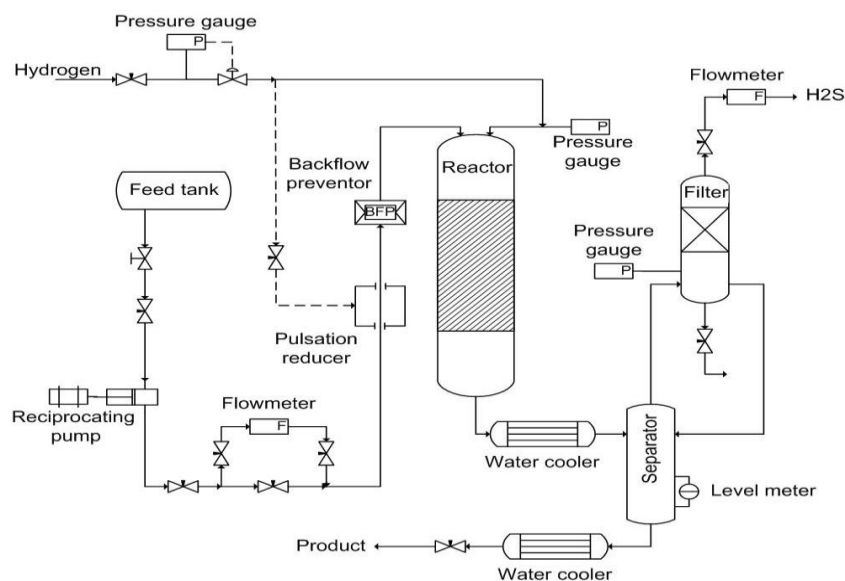 Pressure gauge
P
Hydrogen
Flowmeter
F
H2S
P
Pressure
gauge
Backflow
preventor
Reactor
BFP
Feed tank
Filter
Pressure
gauge
P
Pulsation
reducer
Flowmeter
F
Reciprocating
pump
Water cooler
Separator
Level meter
Product
Water cooler